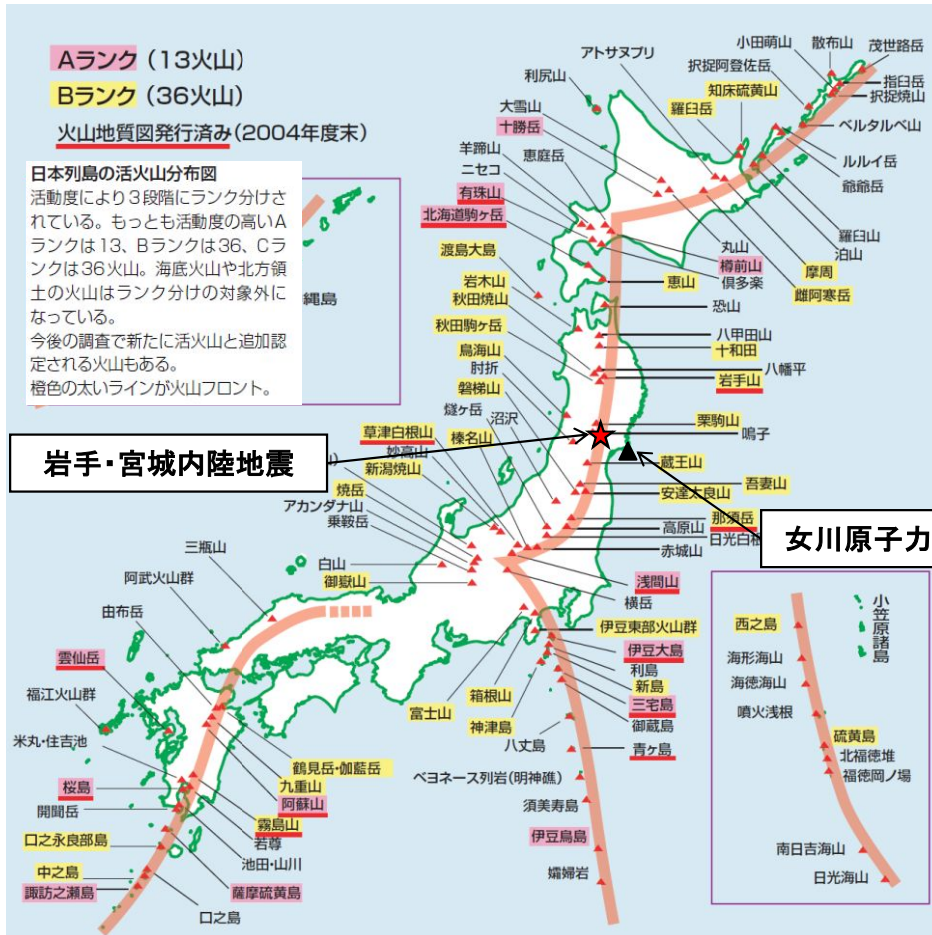 Aランク (13火山)
Bランク (36火山)
火山地質図発行済み(2004年度末)
日本列島の活火山分布図
活動度により3段階にランク分けさ
れている。もっとも活動度の高いA
ランクは13、Bランクは36、Cラ
ンクは36火山。海底火山や北方領
土の火山はランク分けの対象外に
なっている。
今後の調査で新たに活火山と追加認
定される火山もある。
橙色の太いラインが火山フロント。
縄島
アトサヌプリ
小田萌山
散布山
茂世路岳
択捉阿登佐岳
指臼岳
択捉焼山
利尻山
知床硫黄山
羅臼岳
大雪山
十勝岳
ベルタルベ山
羊蹄山
恵庭岳
ニセコ
ルルイ岳
爺爺岳
有珠山
北海道駒ヶ岳
羅臼山
泊山
丸山
樽前山
倶多楽
摩周
雌阿寒岳
渡島大島
恵山
岩木山
恐山
秋田焼山
秋田駒ヶ岳
八甲田山
十和田
鳥海山
八幡平
肘折
岩手山
磐梯山
燧ヶ岳
沼沢
栗駒山
鳴子
草津白根山
榛名山
妙高山
岩手・宮城内陸地震
新潟焼山
蔵王山
焼岳
吾妻山
安達太良山
アカンダナ山
乗鞍岳
那須岳
高原山
日光白根
女川原子力
赤城山
三瓶山
白山
浅間山
阿武火山群
御嶽山
横岳
由布岳
伊豆東部火山群
雲仙岳
伊豆大島
利島
福江火山群
箱根山
新島
富士山
三宅島
神津島
御蔵島
米丸・住吉池
八丈島
青ヶ島
鶴見岳・伽藍岳
九重山
ベヨネース列岩(明神礁)
桜島
阿蘇山
開聞岳
霧島山
須美寿島
若尊
口之永良部島
池田・山川
伊豆鳥島
中之島
諏訪之瀬島
薩摩硫黄島
孀婦岩
口之島
小笠原諸島
西之島
海形海山
海徳海山
噴火浅根
硫黄島
北福徳堆
福徳岡ノ場
南日吉海山
日光海山